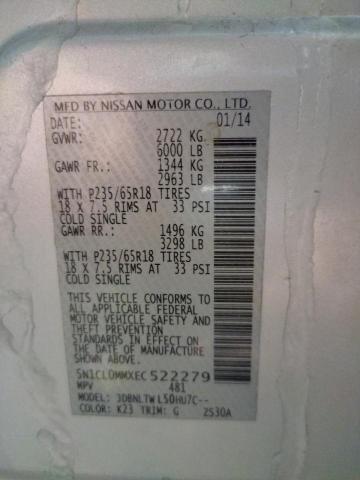 MFD BY NISSAN MOTOR CO., LTD.
DATE: 01/14
GVWR: 2722 KG
6000 LB
GAWR FR.: 1344 KG
2963 LB
WITH P235/65R18 TIRES
18 X 7.5 RIMS AT 33 PSI
COLD SINGLE
GAWR RR.: 1496 KG
3298 LB
WITH P235/65R18 TIRES
18 X 7.5 RIMS AT 33 PSI
COLD SINGLE
THIS VEHICLE CONFORMS TO
ALL APPLICABLE FEDERAL
MOTOR VEHICLE SAFETY AND
THEFT PREVENTION
STANDARDS IN EFFECT ON
THE DATE OF MANUFACTURE
SHOWN ABOVE.
5N1CL0MMXEC522279
MPV 481
MODEL: JDBNLTWL50HU7C--
COLOR: K23 TRIM: G 2530A